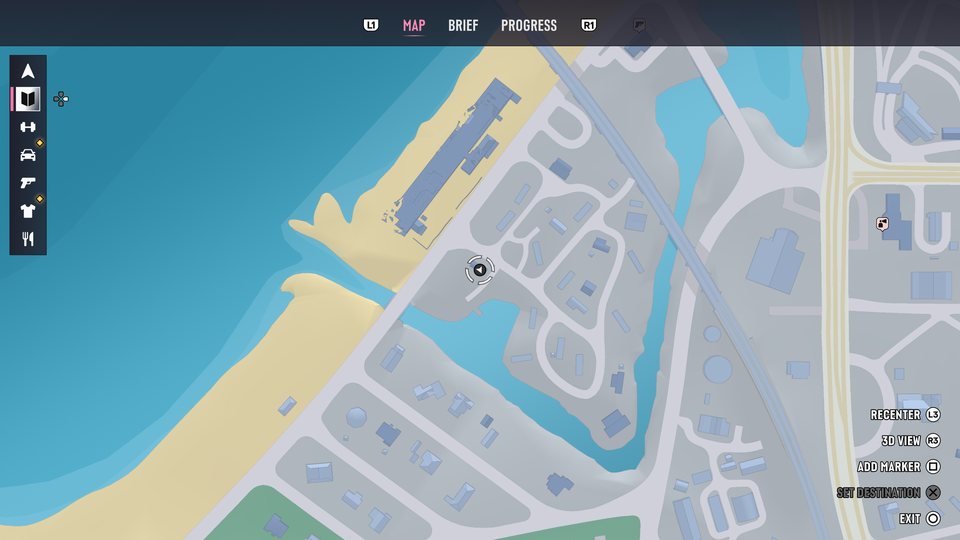 L1 MAP BRIEF PROGRESS R1
RECENTER L3
3D VIEW R3
ADD MARKER
SET DESTINATION
EXIT